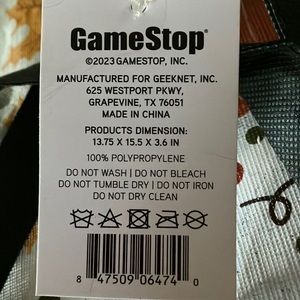 GameStop®
©2023 GAMESTOP, INC.
MANUFACTURED FOR GEEKNET, INC.
625 WESTPORT PKWY,
GRAPEVINE, TX 76051
MADE IN CHINA
PRODUCTS DIMENSION:
13.75 X 15.5 X 3.6 IN
100% POLYPROPYLENE
DO NOT WASH | DO NOT BLEACH
DO NOT TUMBLE DRY | DO NOT IRON
DO NOT DRY CLEAN
8 47509 06474 0